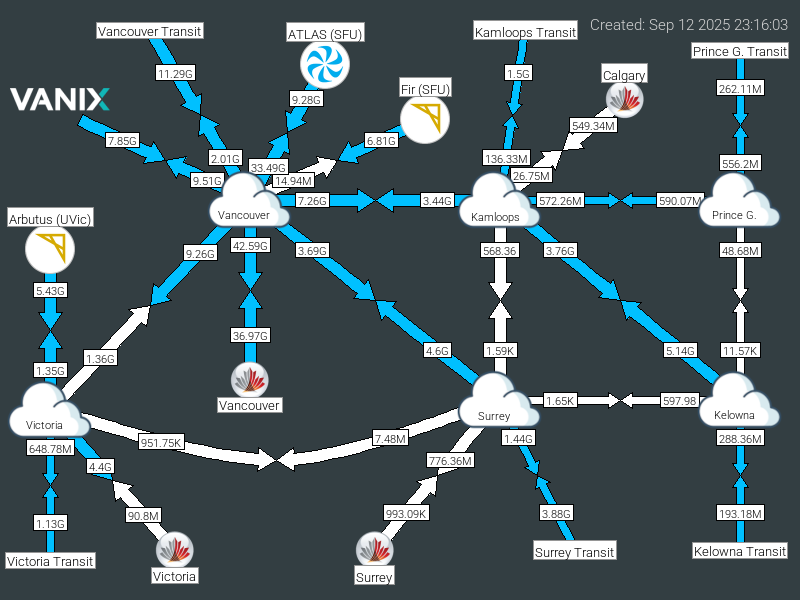 Created: Sep 12 2025 23:16:03
Vancouver Transit
ATLAS (SFU)
Kamloops Transit
Prince G. Transit
11.29G
1.5G
Calgary
262.11M
Fir (SFU)
VANIX
9.28G
549.34M
7.85G
6.81G
2.01G
33.49G
136.33M
556.2M
9.51G
14.94M
26.75M
7.26G
3.44G
572.26M
590.07M
Arbutus (UVic)
Vancouver
Kamloops
Prince G.
9.26G
42.59G
3.69G
568.36
3.76G
48.68M
5.43G
36.97G
1.36G
4.6G
1.59K
5.14G
11.57K
1.35G
Vancouver
1.65K
597.98
Victoria
Surrey
Kelowna
648.78M
951.75K
7.48M
1.44G
288.36M
4.4G
776.36M
1.13G
90.8M
993.09K
3.88G
193.18M
Victoria Transit
Victoria
Surrey
Surrey Transit
Kelowna Transit